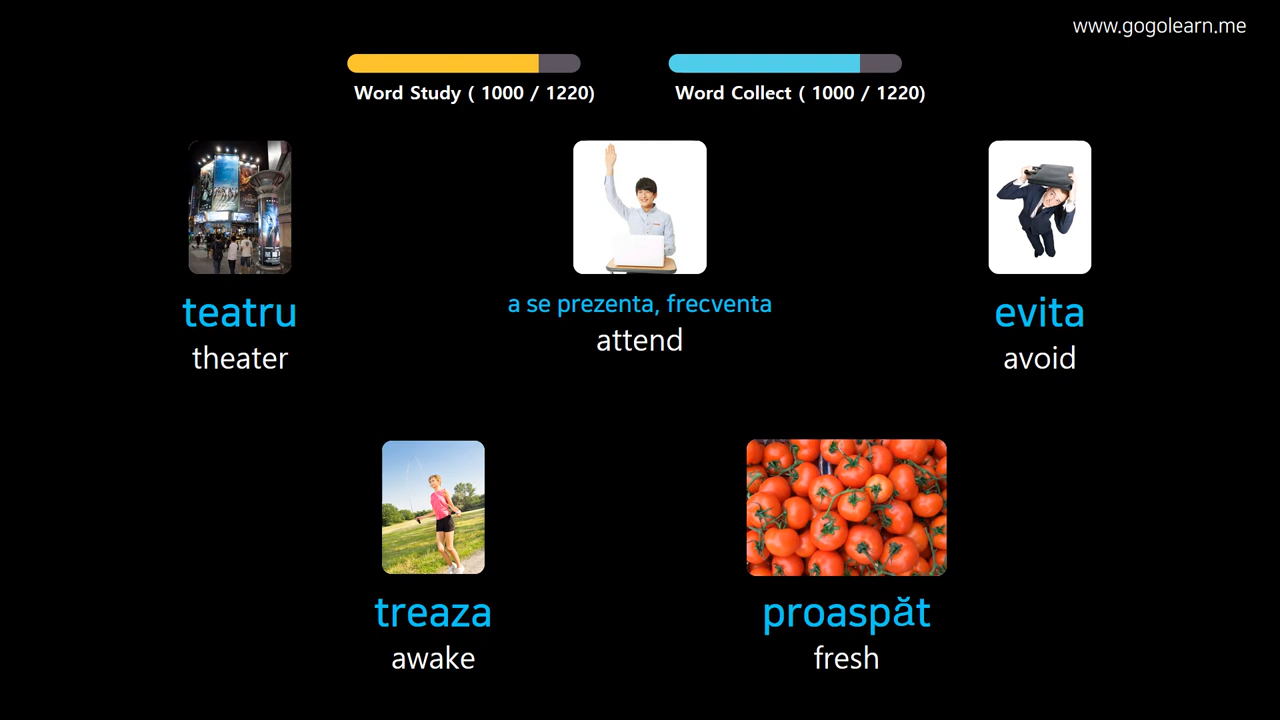 www.gogolearn.me
Word Study ( 1000 / 1220)
Word Collect ( 1000 / 1220)
teatru
theater
a se prezenta, frecventa
attend
evita
avoid
treaza
awake
proaspăt
fresh